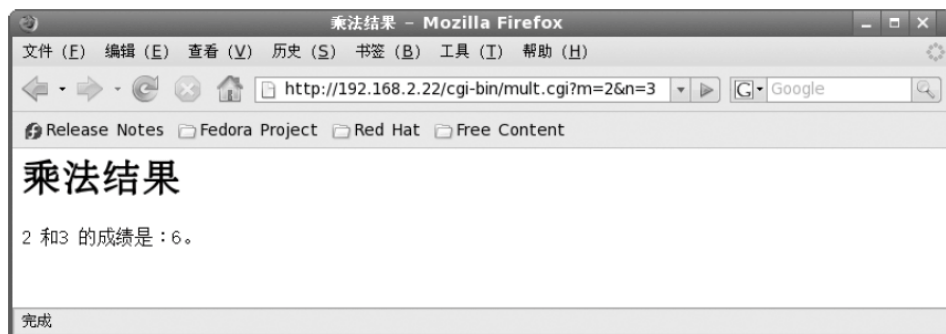 乘法结果 – Mozilla Firefox
文件 (F) 编辑 (E) 查看 (V) 历史 (S) 书签 (B) 工具 (T) 帮助 (H)
http://192.168.2.22/cgi-bin/mult.cgi?m=2&n=3 G Google
Release Notes Fedora Project Red Hat Free Content
乘法结果
2 和3 的成绩是：6。
完成